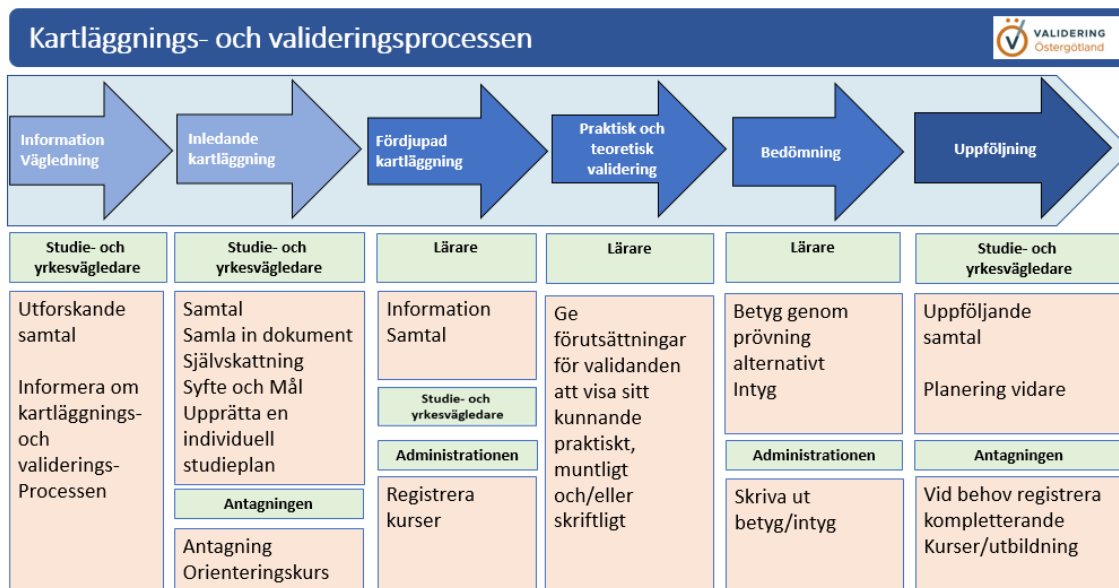 Kartläggnings- och valideringsprocessen
VALIDERING
Östergötland
Information
Vägledning
Inledande
kartläggning
Fördjupad
kartläggning
Praktisk och
teoretisk
validering
Bedömning
Uppföljning
Studie- och
yrkesvägledare
Utforskande
samtal
Informera om
kartläggnings-
och
validerings-
Processen
Studie- och
yrkesvägledare
Samtal
Samla in dokument
Självskattning
Syfte och Mål
Upprätta en
individuell
studieplan
Antagningen
Antagning
Orienteringskurs
Lärare
Information
Samtal
Studie- och
yrkesvägledare
Administrationen
Registrera
kurser
Lärare
Ge
förutsättningar
för validanden
att visa sitt
kunnande
praktiskt,
muntligt
och/eller
skriftligt
Lärare
Betyg genom
prövning
alternativt
Intyg
Administrationen
Skriva ut
betyg/intyg
Studie- och
yrkesvägledare
Uppföljande
samtal
Planering vidare
Antagningen
Vid behov registrera
kompletterande
Kurser/utbildning